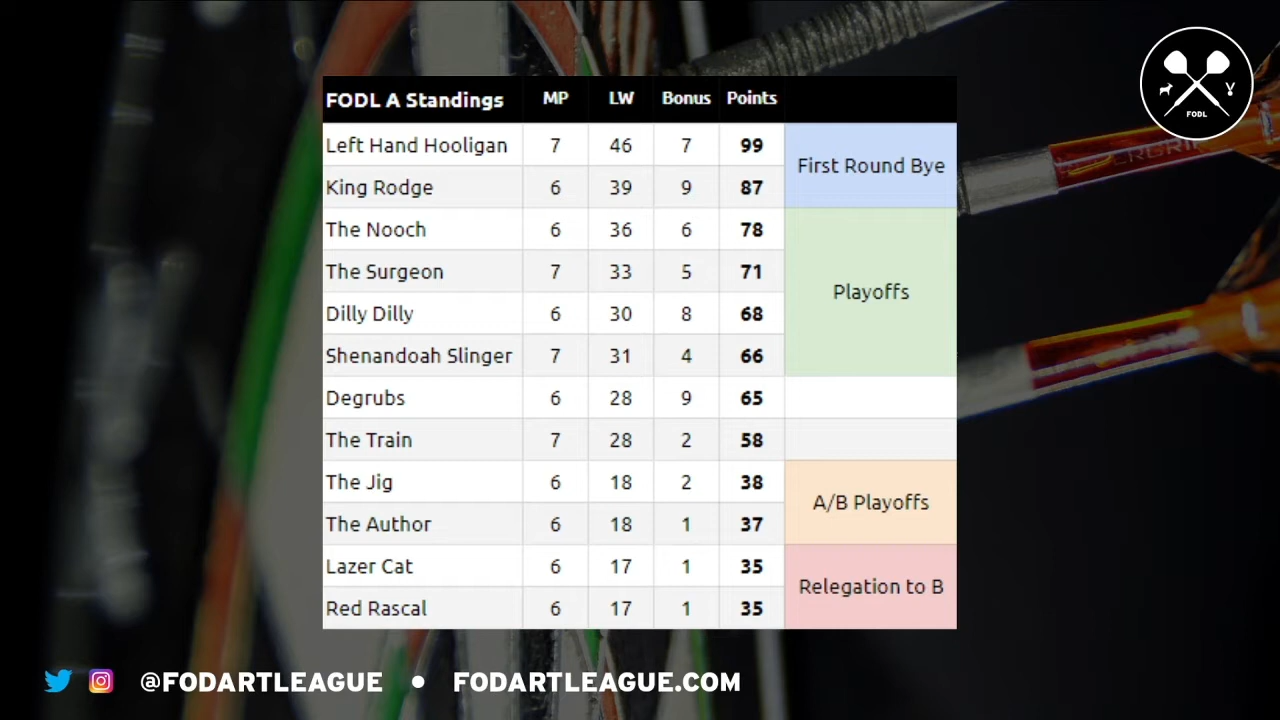 FODL
FODL A Standings MP LW Bonus Points
Left Hand Hooligan 7 46 7 99
First Round Bye
King Rodge 6 39 9 87
The Nooch 6 36 6 78
The Surgeon 7 33 5 71
Playoffs
Dilly Dilly 6 30 8 68
Shenandoah Slinger 7 31 4 66
Degrubs 6 28 9 65
The Train 7 28 2 58
The Jig 6 18 2 38
A/B Playoffs
The Author 6 18 1 37
Lazer Cat 6 17 1 35
Relegation to B
Red Rascal 6 17 1 35
@FODARTLEAGUE • FODARTLEAGUE.COM